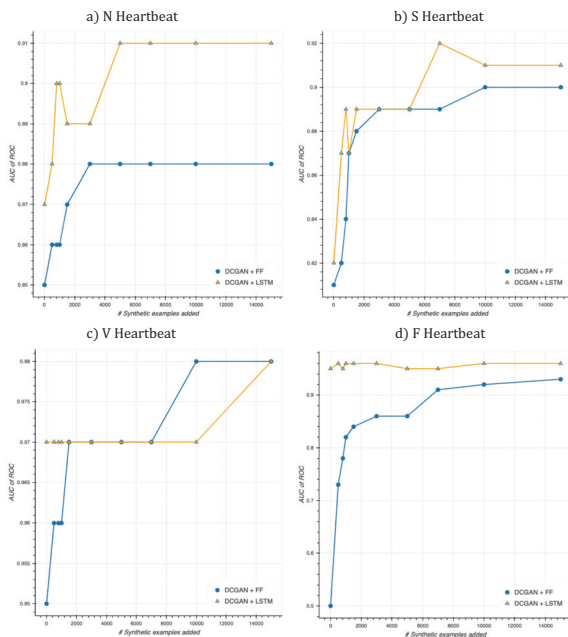 a) N Heartbeat
0.91
0.9
0.89
0.88
0.87
0.86
0.85
AUC of ROC
0 2000 4000 6000 8000 10000 12000 14000
# Synthetic examples added
DCGAN + FF
DCGAN + LSTM
b) S Heartbeat
0.92
0.9
0.88
0.86
0.84
0.82
AUC of ROC
0 2000 4000 6000 8000 10000 12000 14000
# Synthetic examples added
DCGAN + FF
DCGAN + LSTM
c) V Heartbeat
0.98
0.975
0.97
0.965
0.96
0.955
0.95
AUC of ROC
0 2000 4000 6000 8000 10000 12000 14000
# Synthetic examples added
DCGAN + FF
DCGAN + LSTM
d) F Heartbeat
0.9
0.8
0.7
0.6
0.5
AUC of ROC
0 2000 4000 6000 8000 10000 12000 14000
# Synthetic examples added
DCGAN + FF
DCGAN + LSTM